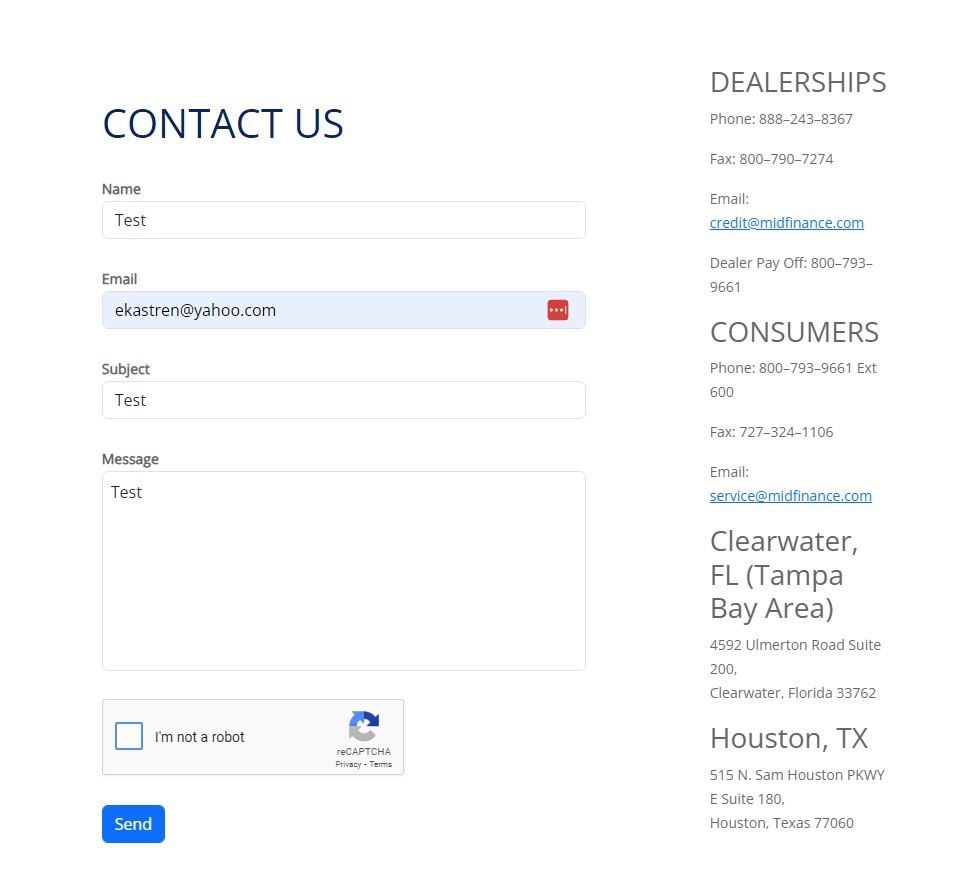 CONTACT US
Name
Test
Email
ekastren@yahoo.com
Subject
Test
Message
Test
I'm not a robot
reCAPTCHA
Privacy - Terms
Send
DEALERSHIPS
Phone: 888–243–8367
Fax: 800–790–7274
Email:
credit@midfinance.com
Dealer Pay Off: 800–793–
9661
CONSUMERS
Phone: 800–793–9661 Ext
600
Fax: 727–324–1106
Email:
service@midfinance.com
Clearwater,
FL (Tampa
Bay Area)
4592 Ulmerton Road Suite
200,
Clearwater, Florida 33762
Houston, TX
515 N. Sam Houston PKWY
E Suite 180,
Houston, Texas 77060